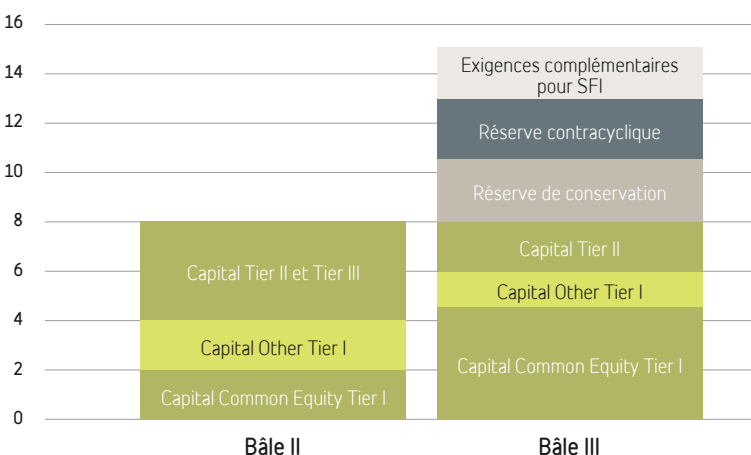 16
14
12
10
8
6
4
2
0
Exigences complémentaires
pour SFI
Réserve contracyclique
Réserve de conservation
Capital Tier II et Tier III
Capital Tier II
Capital Other Tier I
Capital Other Tier I
Capital Common Equity Tier I
Capital Common Equity Tier I
Bâle II
Bâle III